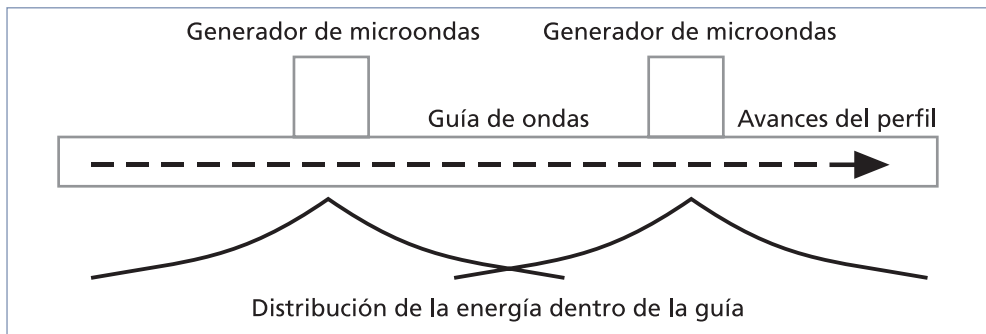 Generador de microondas
Generador de microondas
Guía de ondas
Avances del perfil
Distribución de la energía dentro de la guía